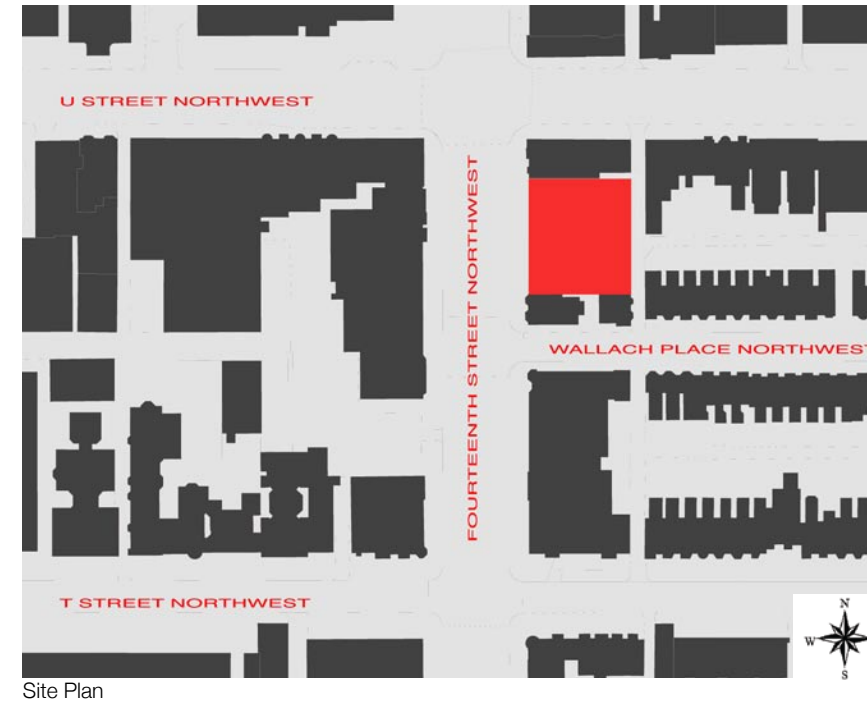 U STREET NORTHWEST
FOURTEENTH STREET NORTHWEST
WALLACH PLACE NORTHWEST
T STREET NORTHWEST
N
W
S
Site Plan